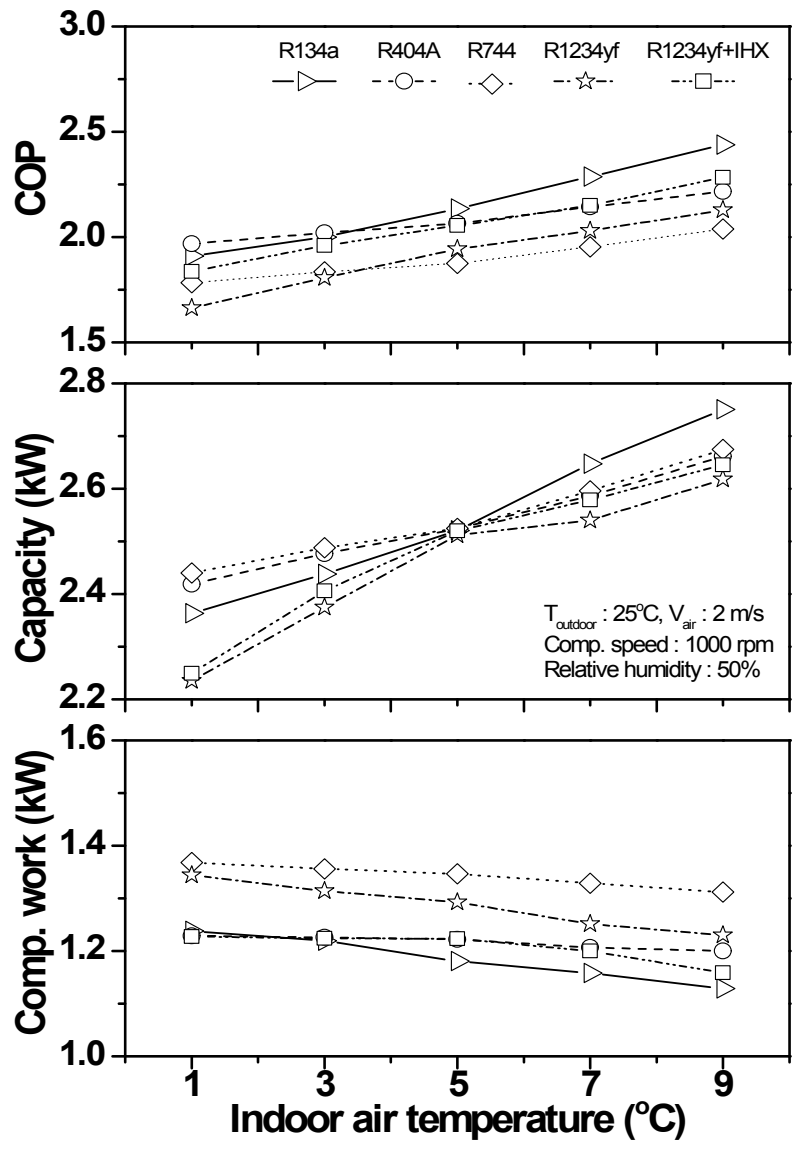 3.0
R134a R404A R744 R1234yf R1234yf+IHX
2.5
COP
2.0
1.5
2.8
2.6
Capacity (kW)
2.4
T_outdoor : 25°C, V_air : 2 m/s
Comp. speed : 1000 rpm
Relative humidity : 50%
2.2
1.6
1.4
Comp. work (kW)
1.2
1.0
1 3 5 7 9
Indoor air temperature (°C)